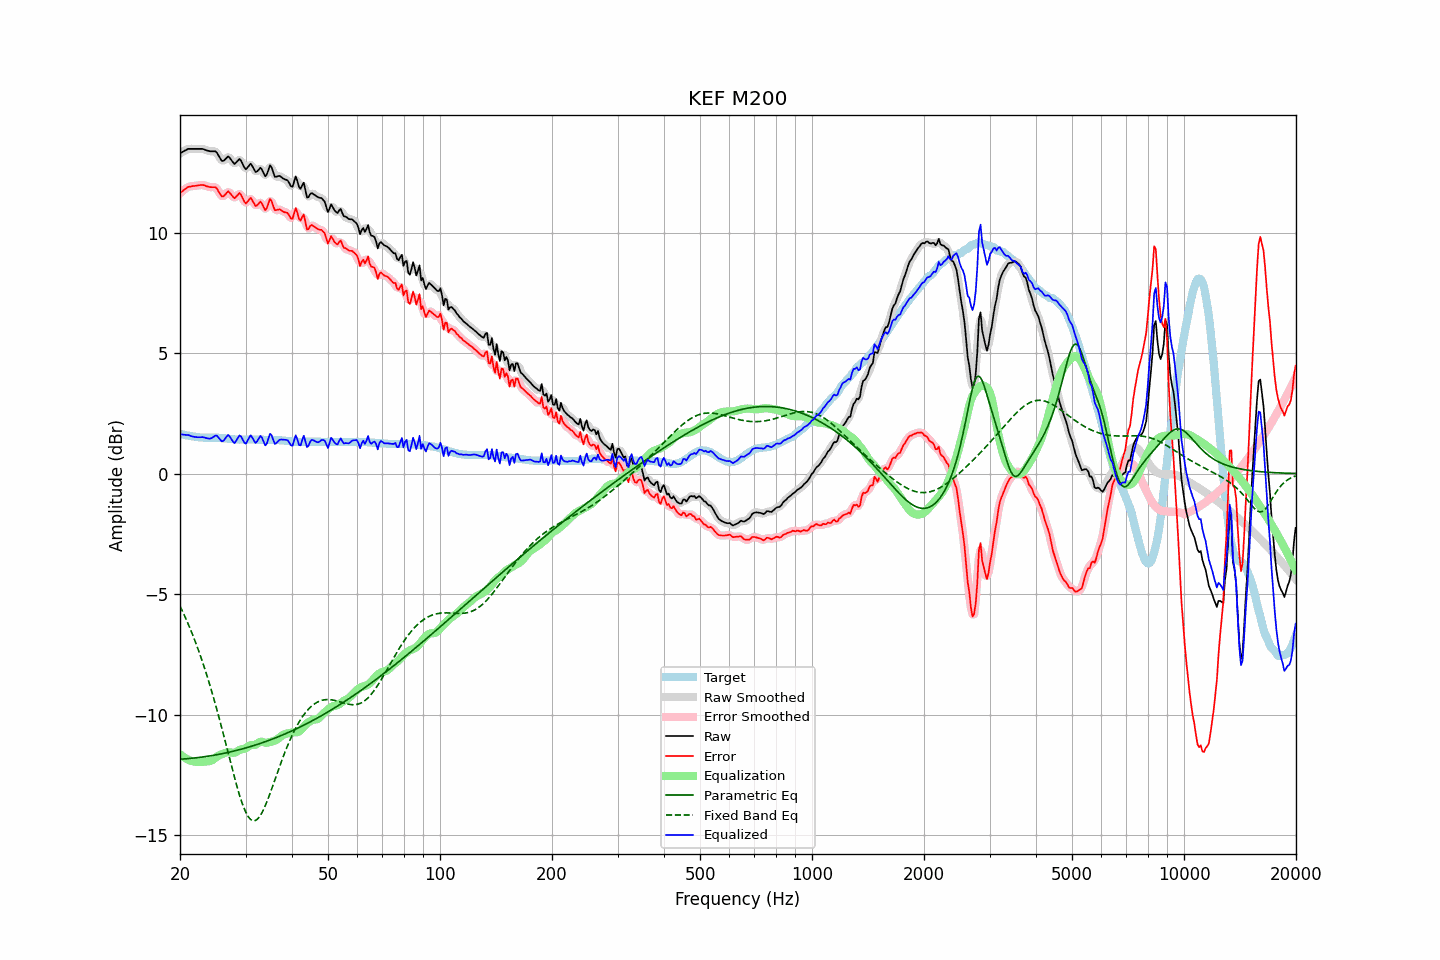 KEF M200
Amplitude (dBr)
10
5
0
−5
−10
−15
Target
Raw Smoothed
Error Smoothed
Raw
Error
Equalization
Parametric Eq
Fixed Band Eq
Equalized
20 50 100 200 500 1000 2000 5000 10000 20000
Frequency (Hz)